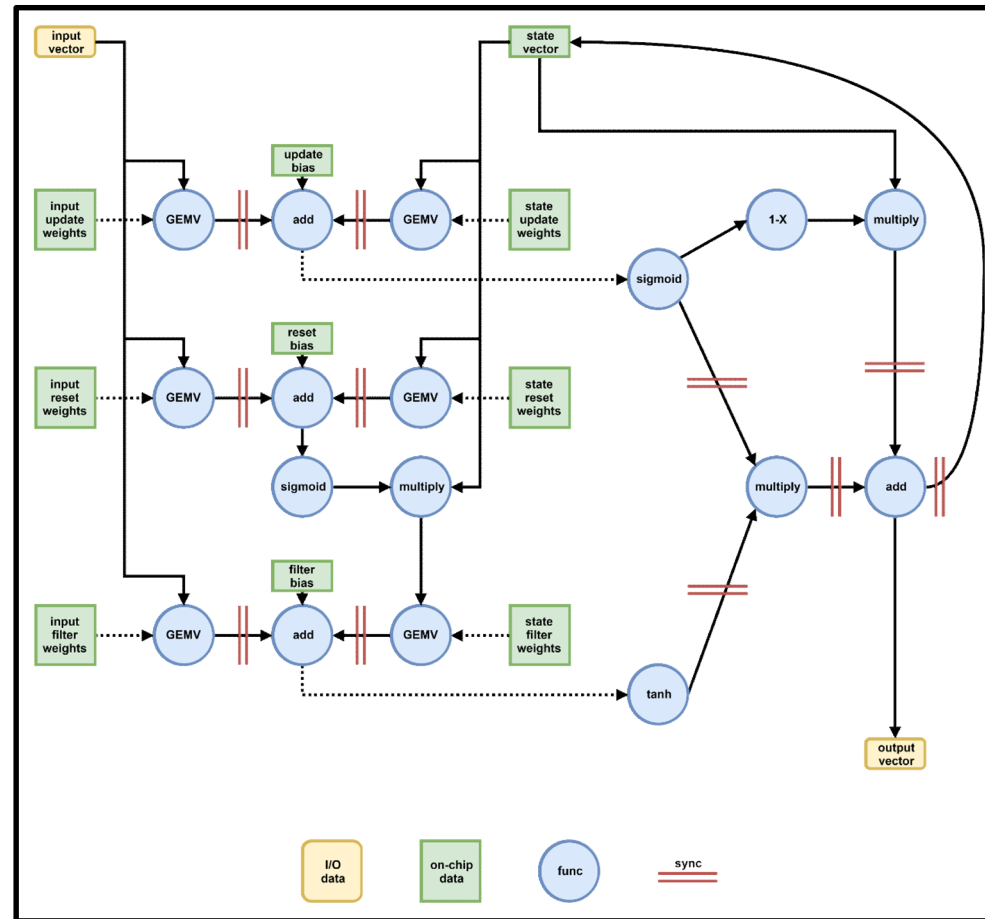 input
vector
state
vector
update
bias
input
update
weights
GEMV
add
GEMV
state
update
weights
1-X
multiply
sigmoid
reset
bias
input
reset
weights
GEMV
add
GEMV
state
reset
weights
sigmoid
multiply
multiply
add
filter
bias
input
filter
weights
GEMV
add
GEMV
state
filter
weights
tanh
output
vector
I/O
data
on-chip
data
func
sync